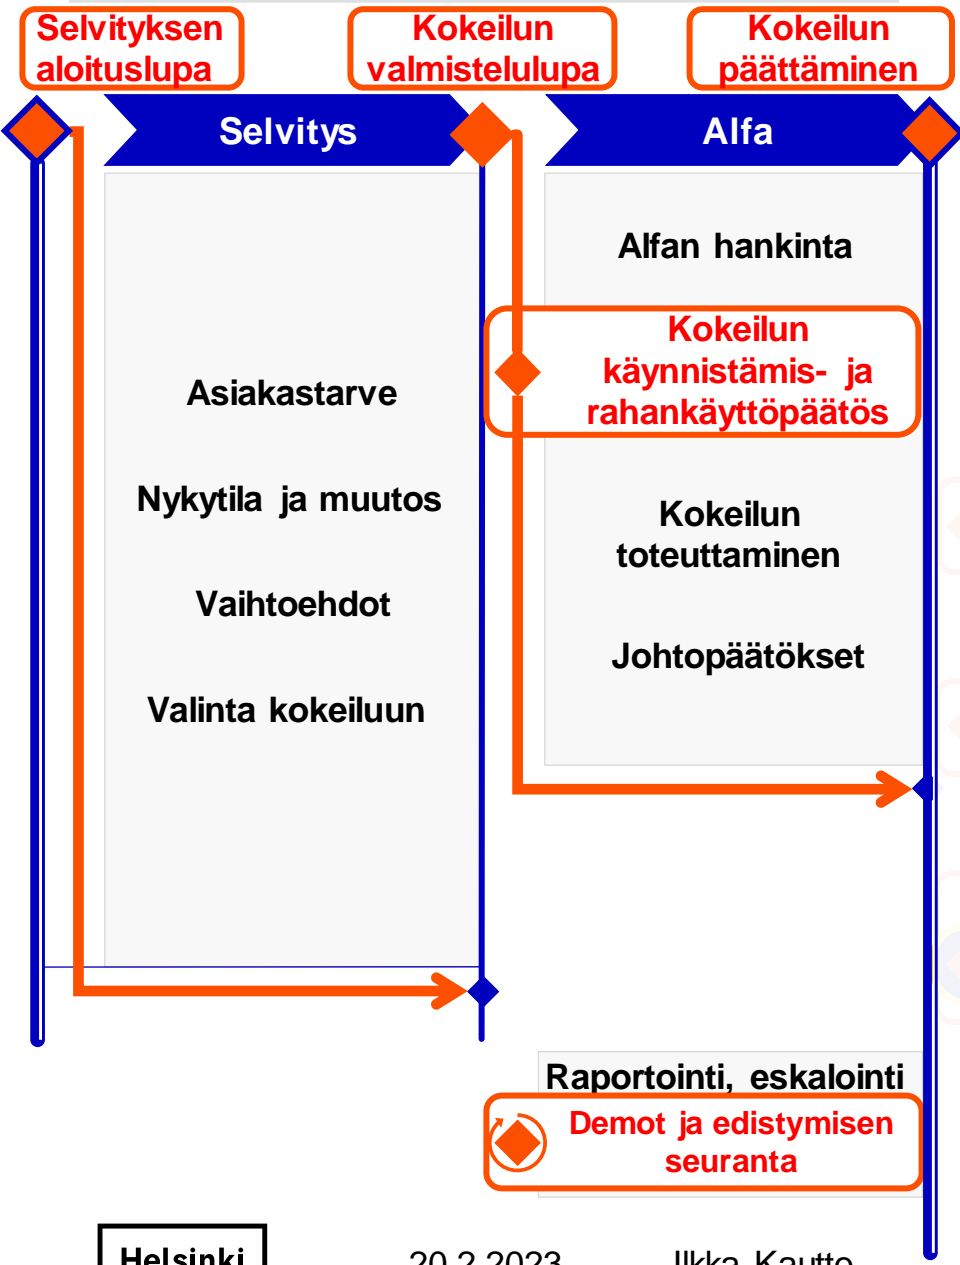 Selvityksen
aloituslupa
Kokeilun
valmistelulupa
Kokeilun
päättäminen
Selvitys
Alfa
Asiakastarve
Nykytila ja muutos
Vaihtoehdot
Valinta kokeiluun
Alfan hankinta
Kokeilun
käynnistämis- ja
rahankäyttöpäätös
Kokeilun
toteuttaminen
Johtopäätökset
Raportointi, eskalointi
Demot ja edistymisen
seuranta
Helsinki
20.2.2023
Ilkka Kautto